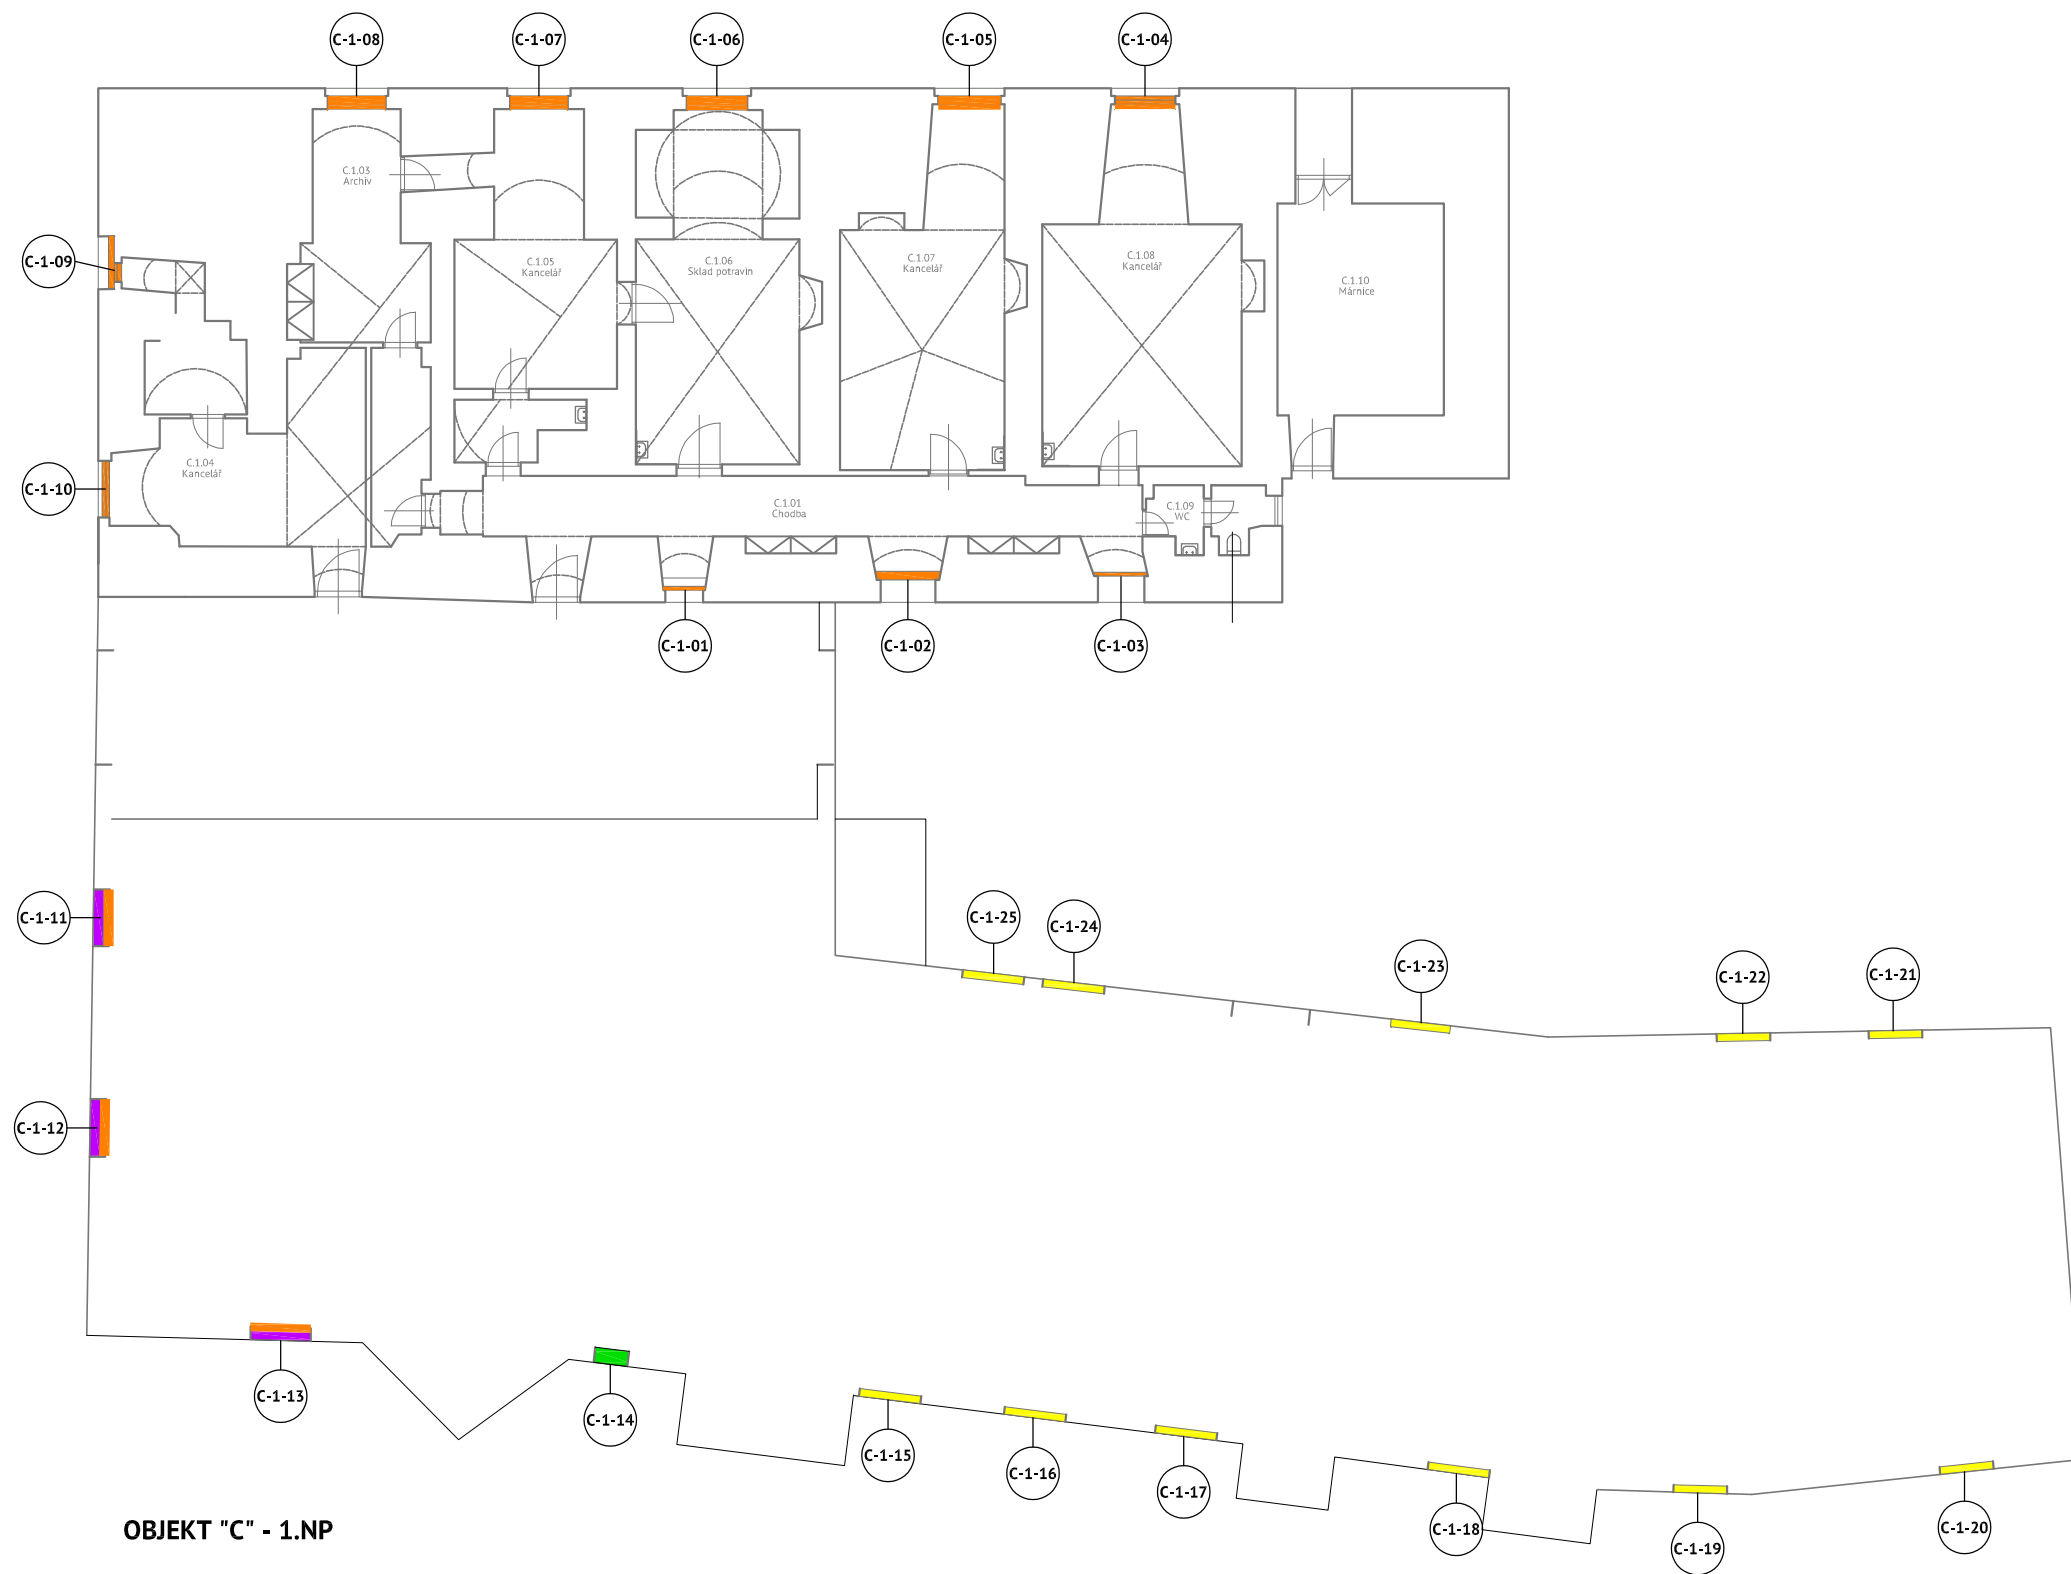 C-1-08
C-1-07
C-1-06
C-1-05
C-1-04
C.1.03
Archiv
C-1-09
C.1.05
Kancelář
C.1.06
Sklad potravin
C.1.07
Kancelář
C.1.08
Kancelář
C.1.10
Márnice
C-1-10
C.1.04
Kancelář
C.1.01
Chodba
C.1.09
WC
C-1-01
C-1-02
C-1-03
C-1-11
C-1-25
C-1-24
C-1-23
C-1-22
C-1-21
C-1-12
C-1-13
C-1-14
C-1-15
C-1-16
C-1-17
C-1-18
C-1-19
C-1-20
OBJEKT "C" - 1.NP